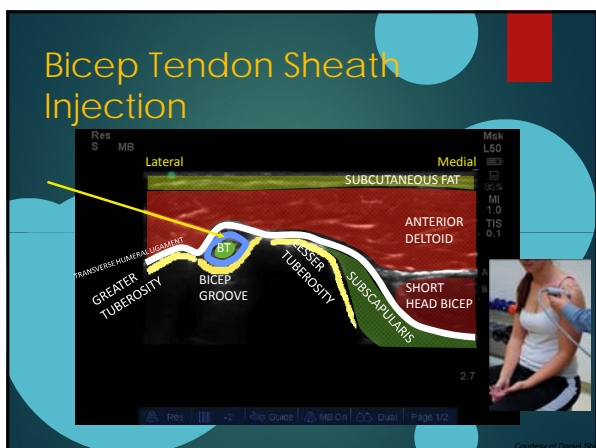 Bicep Tendon Sheath
Injection
Res
S MB
Msk
L50
Lateral
Medial
SUBCUTANEOUS FAT
95%
MI
1.0
TIS
0.1
ANTERIOR
DELTOID
TRANSVERSE HUMERAL LIGAMENT
BT
GREATER
TUBEROSITY
BICEP
GROOVE
LESSER
TUBEROSITY
SUBSCAPULARIS
SHORT
HEAD BICEP
2.7
Res -2 Guide MB On Dual Page 1/2
Courtesy of Daniel